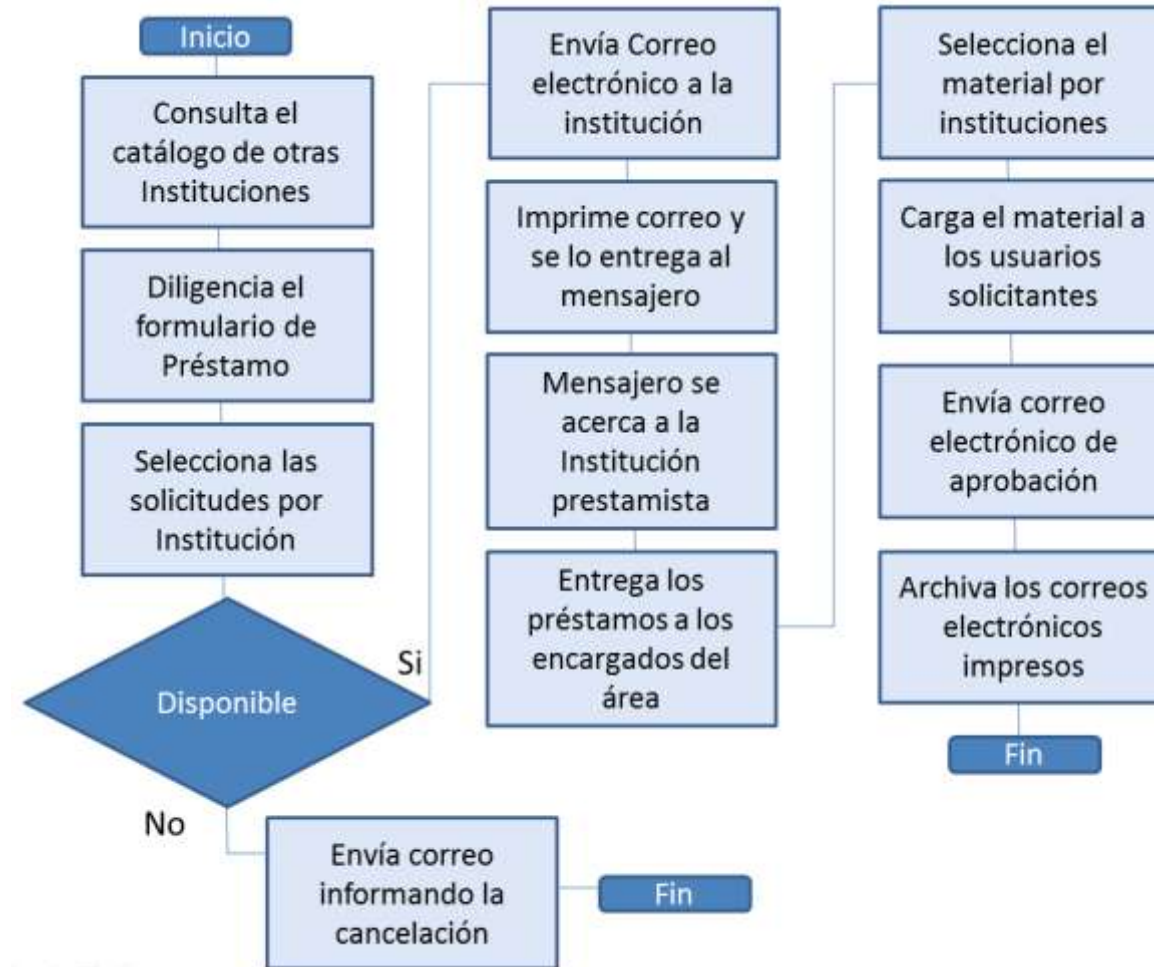 Inicio
Consulta el
catálogo de otras
Instituciones
Diligencia el
formulario de
Préstamo
Selecciona las
solicitudes por
Institución
Disponible
Si
No
Envía correo
informando la
cancelación
Fin
Envía Correo
electrónico a la
institución
Imprime correo y
se lo entrega al
mensajero
Mensajero se
acerca a la
Institución
prestamista
Entrega los
préstamos a los
encargados del
área
Selecciona el
material por
instituciones
Carga el material a
los usuarios
solicitantes
Envía correo
electrónico de
aprobación
Archiva los correos
electrónicos
impresos
Fin